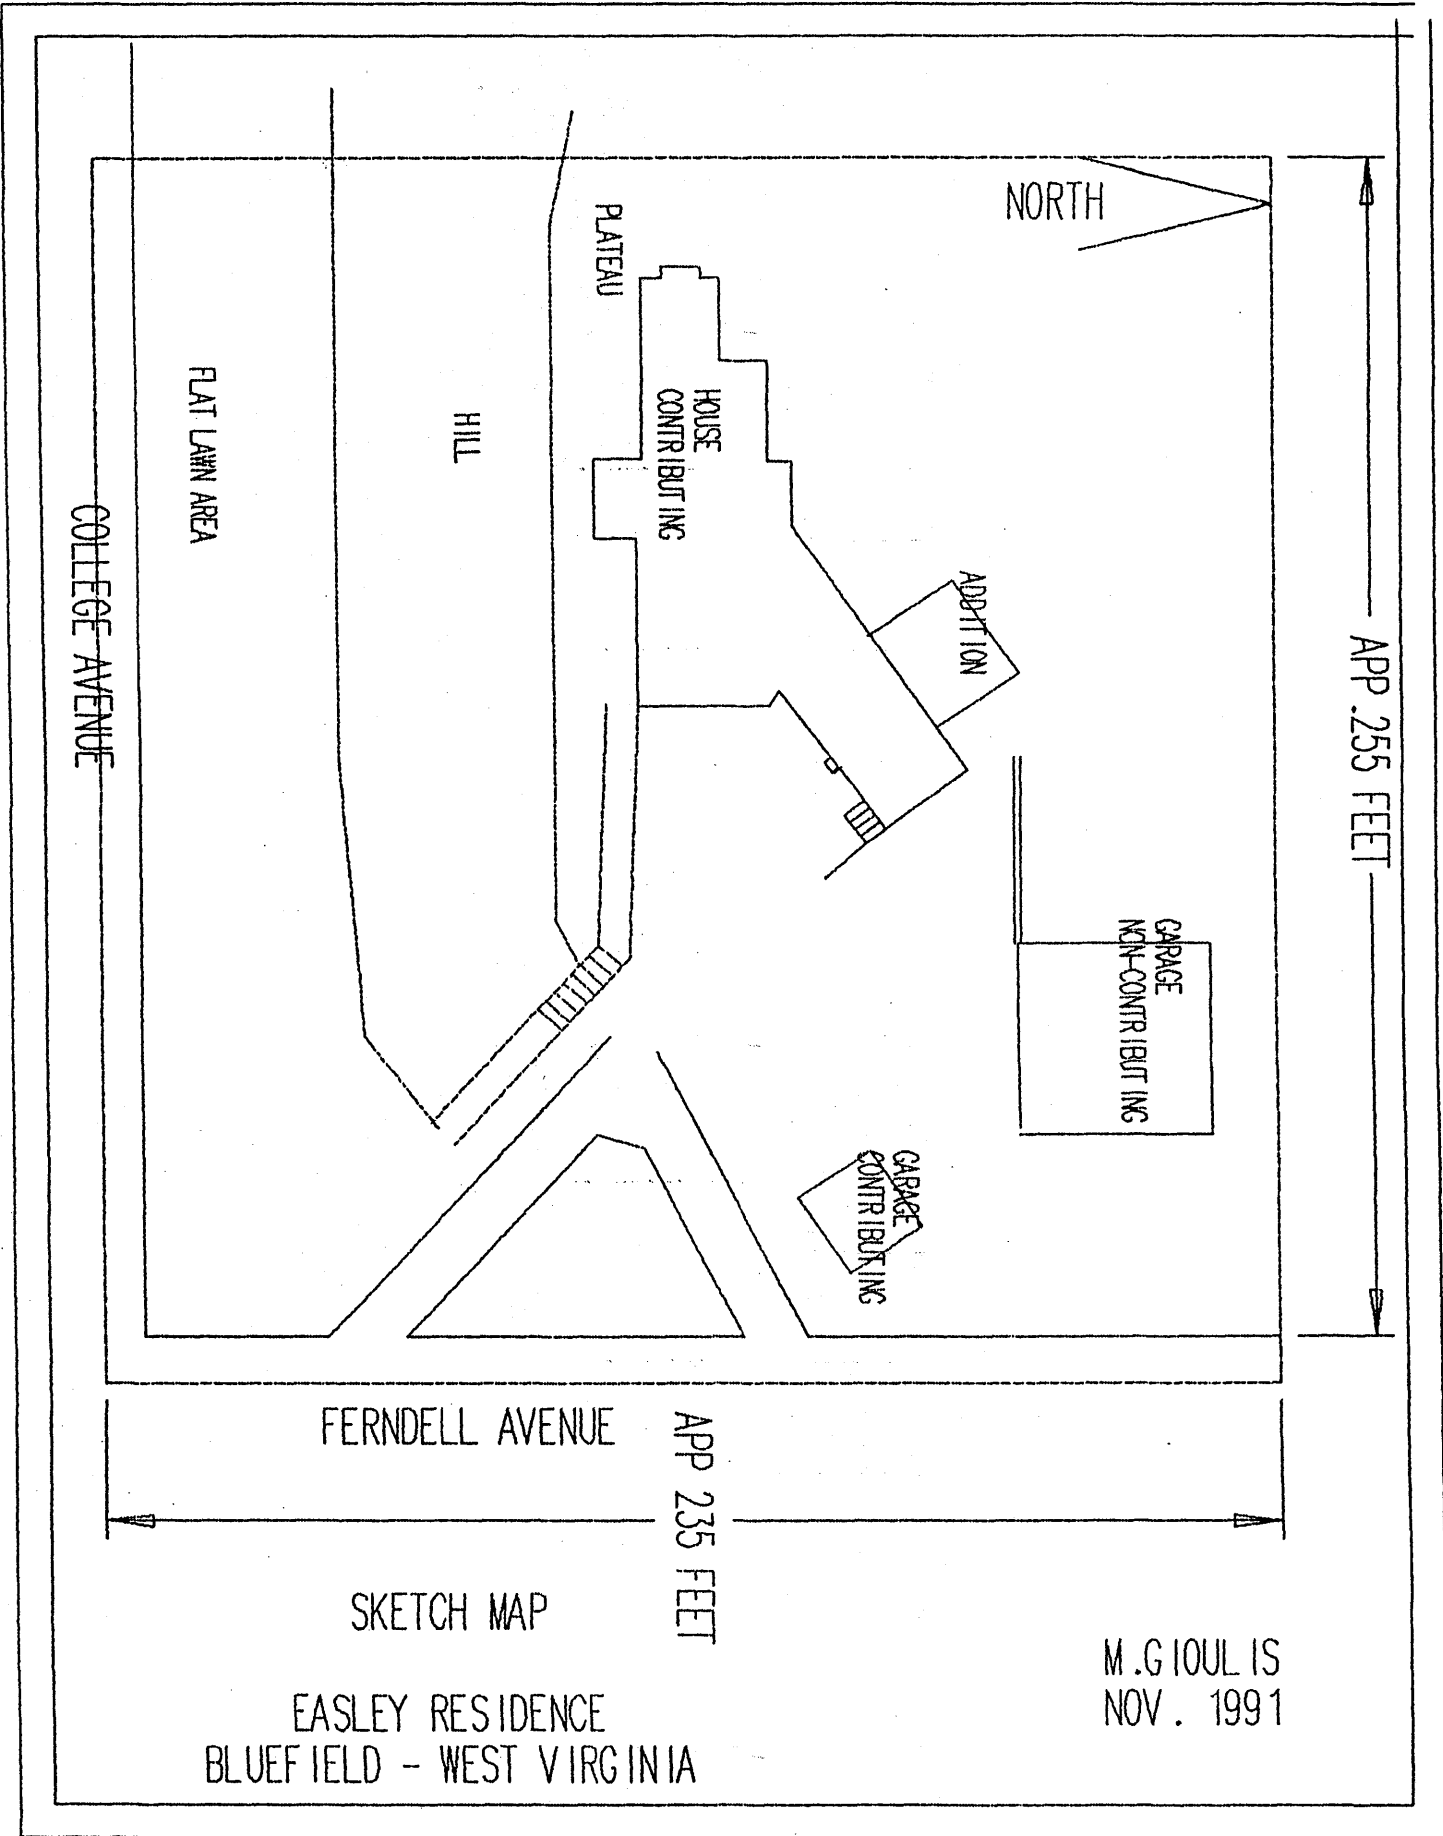 NORTH
PLATEAU
APP. 255 FEET
FLAT LAWN AREA
HILL
HOUSE
CONTRIBUTING
COLLEGE AVENUE
ADDITION
GARAGE
NON-CONTRIBUTING
GARAGE
CONTRIBUTING
FERNDELL AVENUE
APP 235 FEET
SKETCH MAP
EASLEY RESIDENCE
BLUEFIELD - WEST VIRGINIA
M.GIOULIS
NOV. 1991